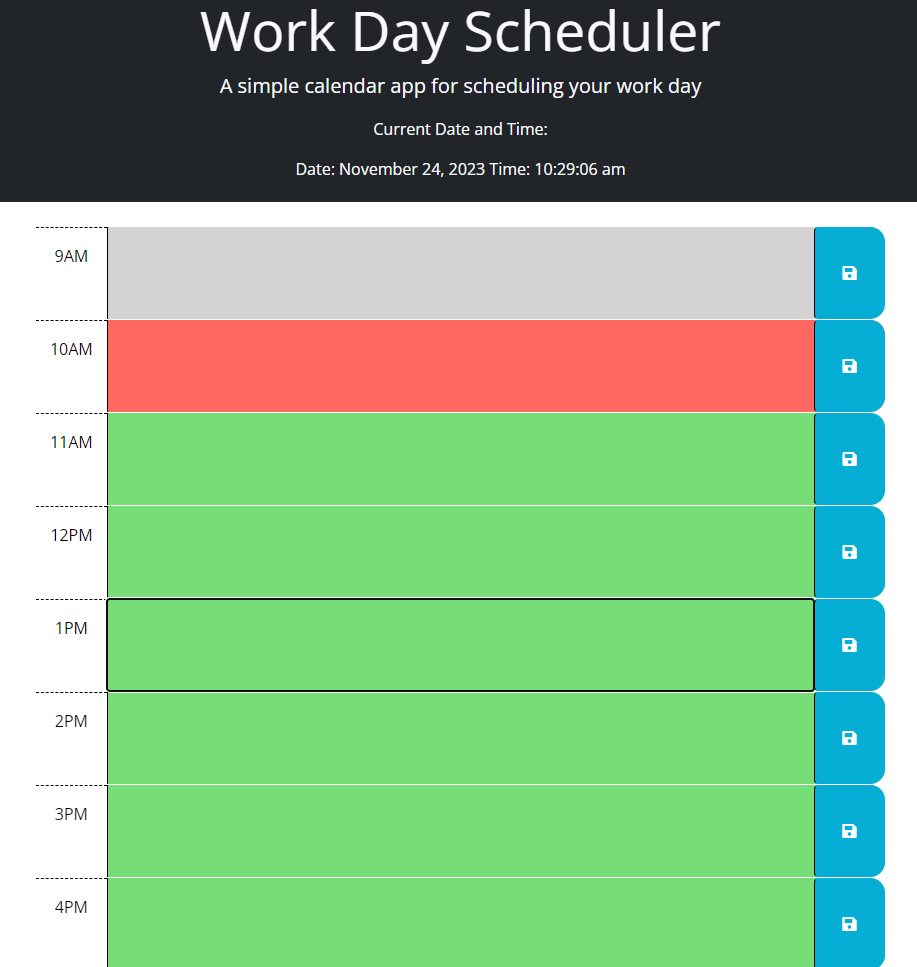 Work Day Scheduler
A simple calendar app for scheduling your work day
Current Date and Time:
Date: November 24, 2023 Time: 10:29:06 am
9AM
10AM
11AM
12PM
1PM
2PM
3PM
4PM